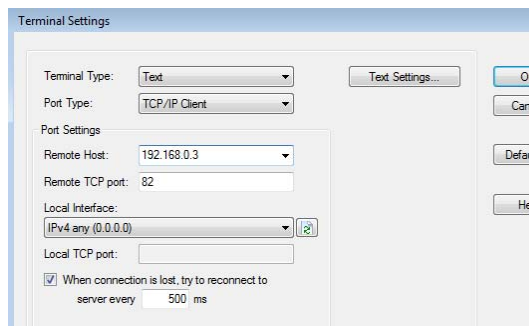 Terminal Settings
Terminal Type: Text Text Settings...
Port Type: TCP/IP Client
Port Settings
Remote Host: 192.168.0.3
Remote TCP port: 82
Local Interface:
IPv4 any (0.0.0.0)
Local TCP port:
When connection is lost, try to reconnect to
server every 500 ms